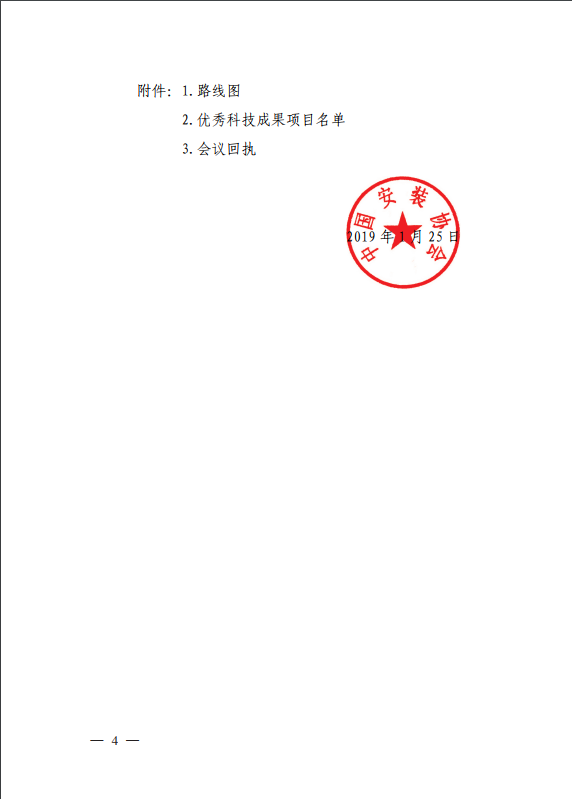 附件：1.路线图
2.优秀科技成果项目名单
3.会议回执
中国安装协会
2019年1月25日
— 4 —